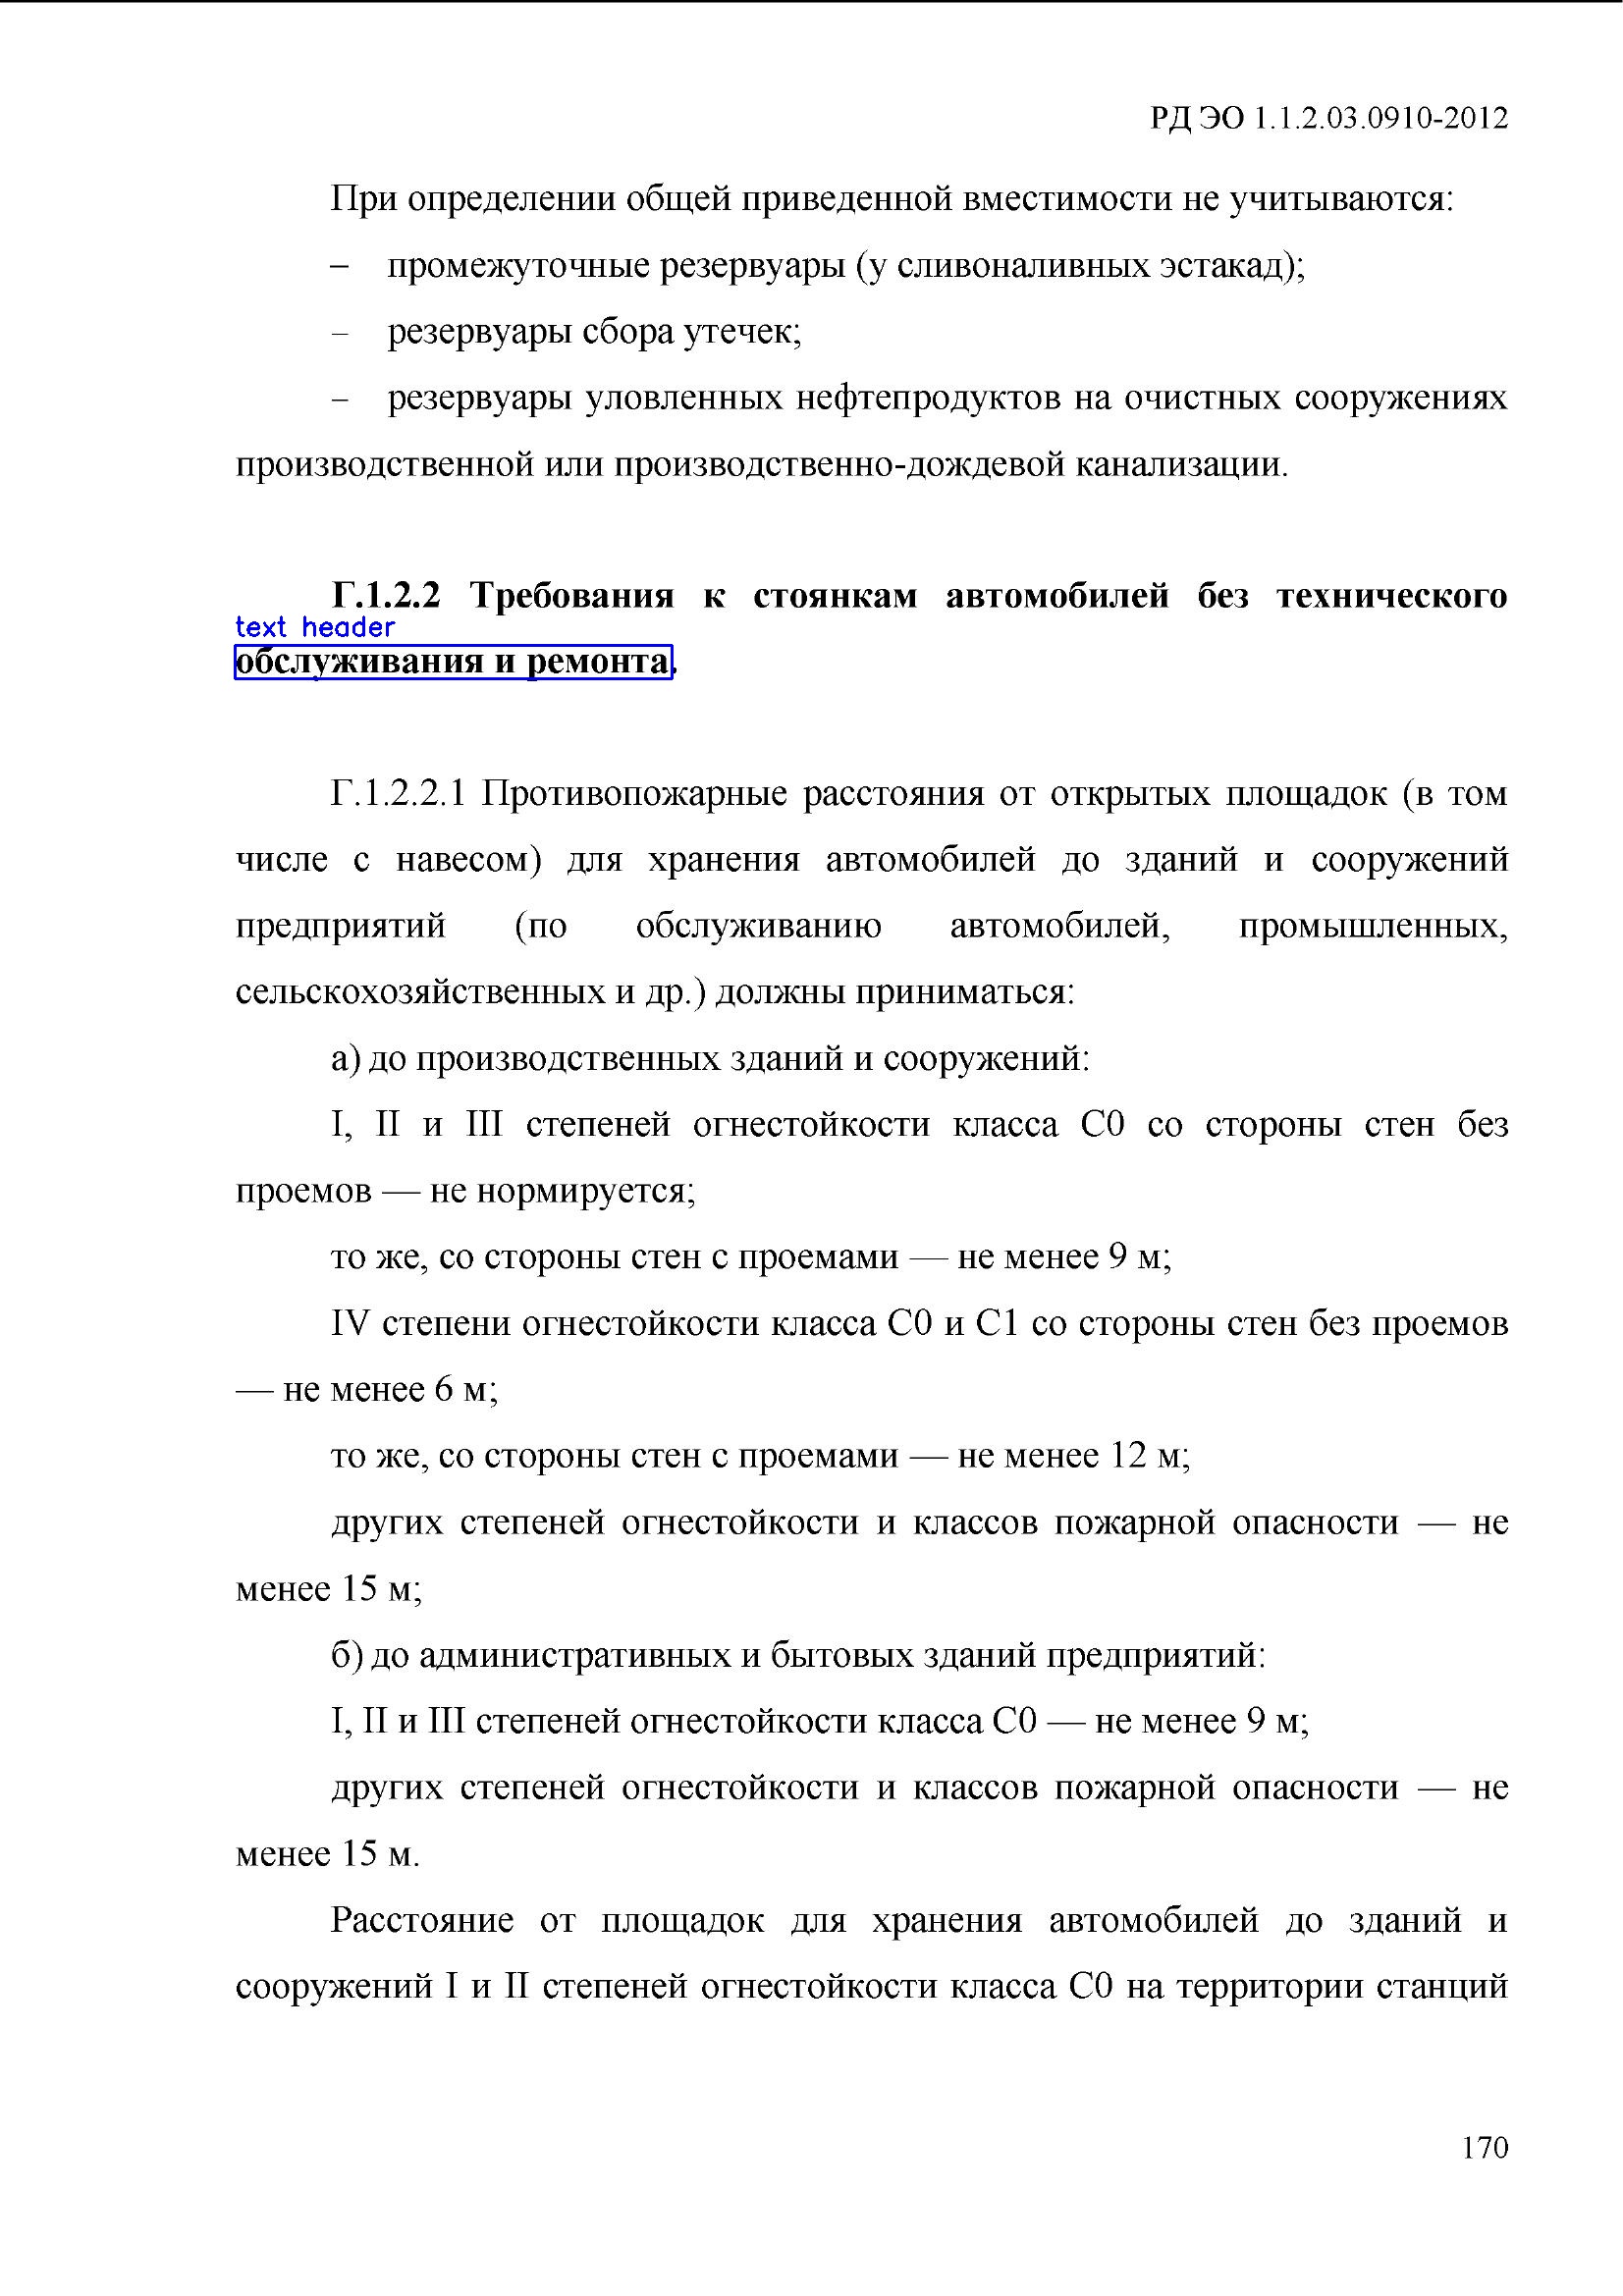 РД ЭО 1.1.2.03.0910-2012
При определении общей приведенной вместимости не учитываются:
– промежуточные резервуары (у сливоналивных эстакад);
– резервуары сбора утечек;
– резервуары уловленных нефтепродуктов на очистных сооружениях
производственной или производственно-дождевой канализации.
Г.1.2.2 Требования к стоянкам автомобилей без технического
text header
обслуживания и ремонта.
Г.1.2.2.1 Противопожарные расстояния от открытых площадок (в том
числе с навесом) для хранения автомобилей до зданий и сооружений
предприятий (по обслуживанию автомобилей, промышленных,
сельскохозяйственных и др.) должны приниматься:
а) до производственных зданий и сооружений:
I, II и III степеней огнестойкости класса С0 со стороны стен без
проемов — не нормируется;
то же, со стороны стен с проемами — не менее 9 м;
IV степени огнестойкости класса С0 и С1 со стороны стен без проемов
— не менее 6 м;
то же, со стороны стен с проемами — не менее 12 м;
других степеней огнестойкости и классов пожарной опасности — не
менее 15 м;
б) до административных и бытовых зданий предприятий:
I, II и III степеней огнестойкости класса С0 — не менее 9 м;
других степеней огнестойкости и классов пожарной опасности — не
менее 15 м.
Расстояние от площадок для хранения автомобилей до зданий и
сооружений I и II степеней огнестойкости класса С0 на территории станций
170